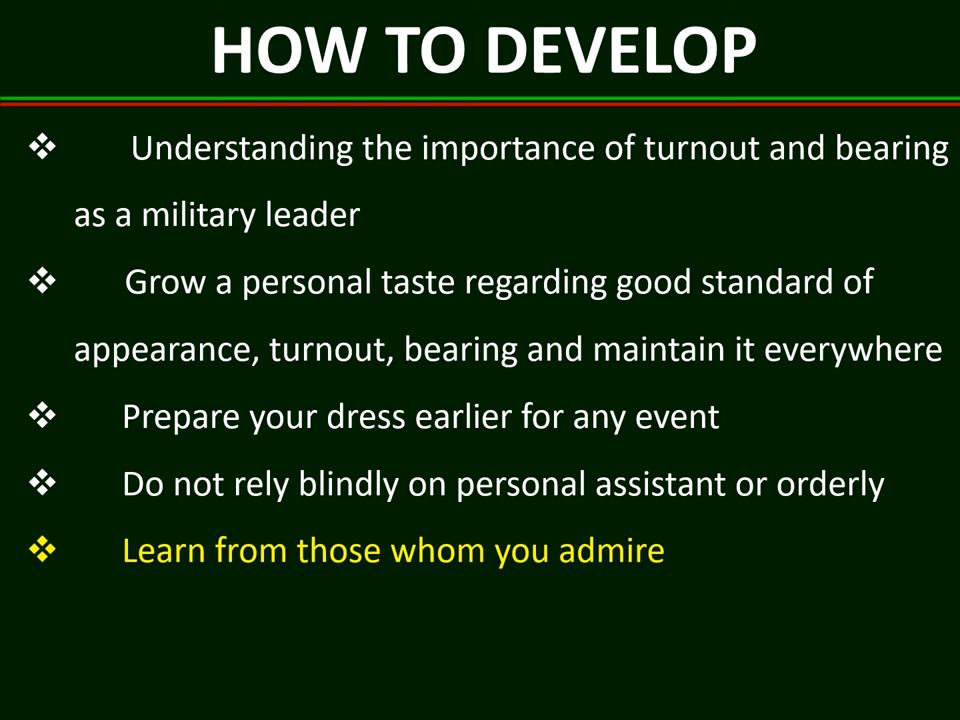 HOW TO DEVELOP
❖ Understanding the importance of turnout and bearing
as a military leader
❖ Grow a personal taste regarding good standard of
appearance, turnout, bearing and maintain it everywhere
❖ Prepare your dress earlier for any event
❖ Do not rely blindly on personal assistant or orderly
❖ Learn from those whom you admire